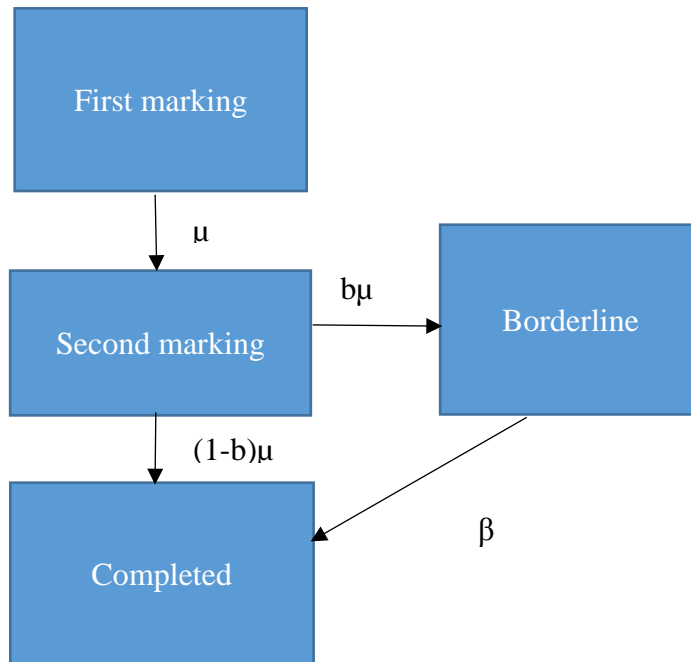 First marking
μ
bμ
Borderline
Second marking
(1-b)μ
β
Completed